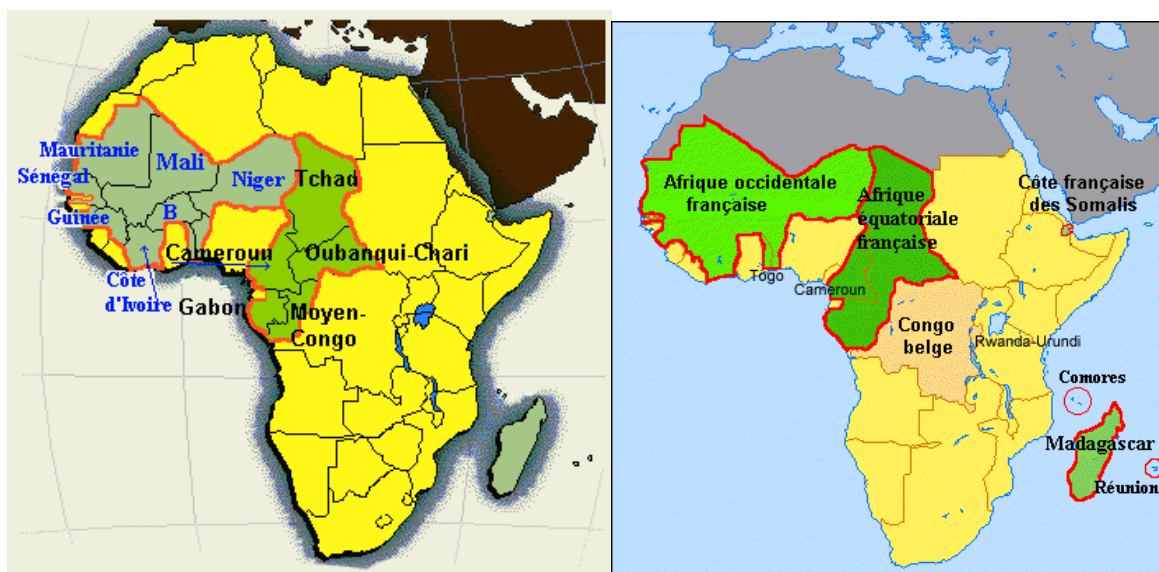 Mauritanie
Mali
Sénégal
Niger
Tchad
Guinée
B
Cameroun
Oubanqui-Chari
Côte
d'Ivoire
Gabon
Moyen-
Congo
Afrique occidentale
française
Afrique
équatoriale
française
Côte française
des Somalis
Togo
Cameroun
Congo
belge
Rwanda-Urundi
Comores
Madagascar
Réunion